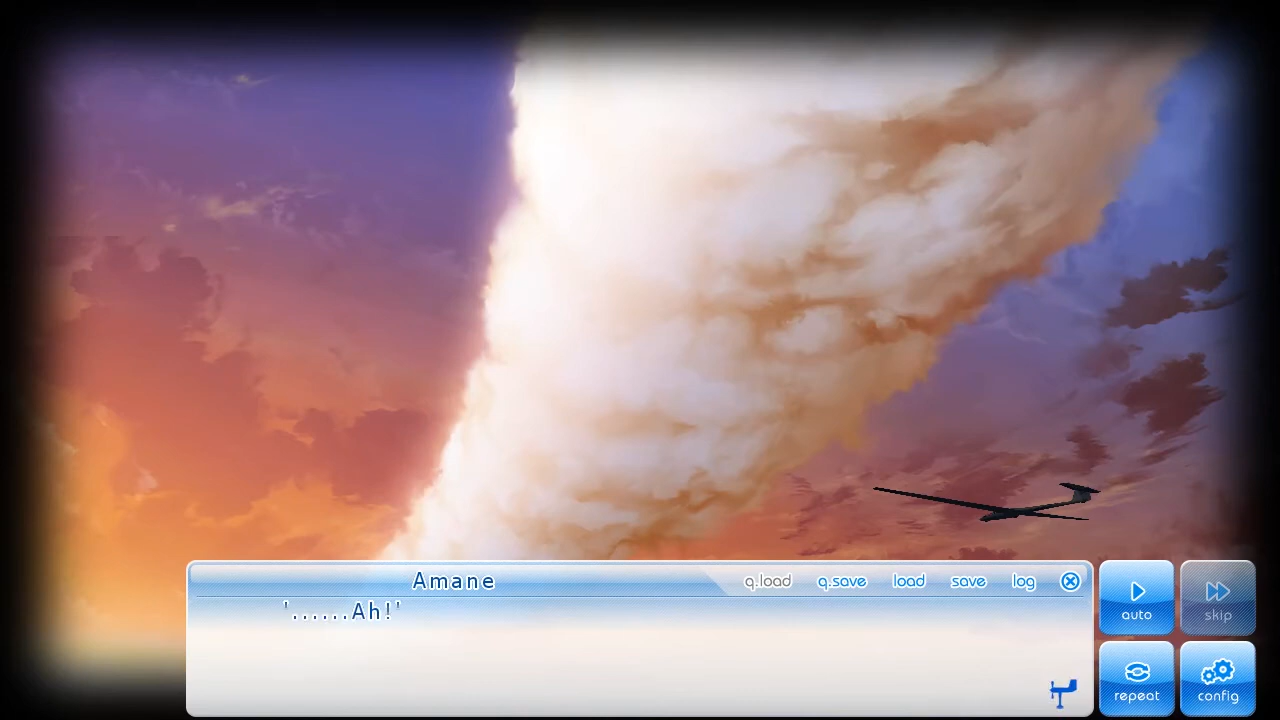 Amane
q.load q.save load save log
'......Ah!'
auto
skip
repeat
config